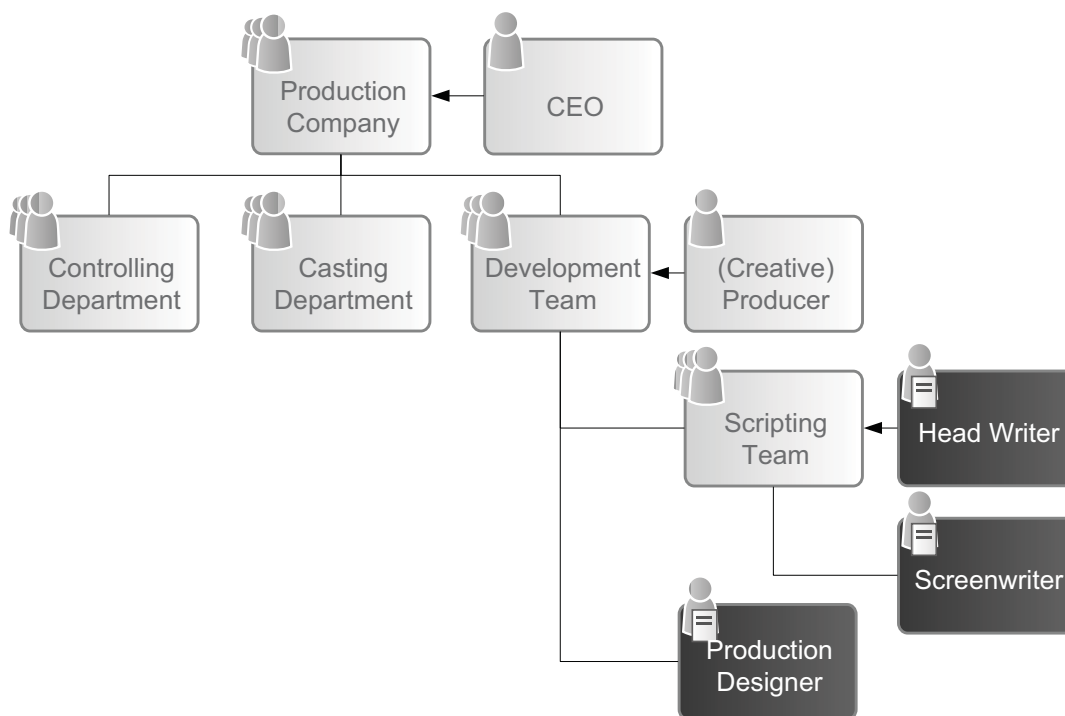 Production
Company
CEO
Controlling
Department
Casting
Department
Development
Team
(Creative)
Producer
Scripting
Team
Head Writer
Screenwriter
Production
Designer